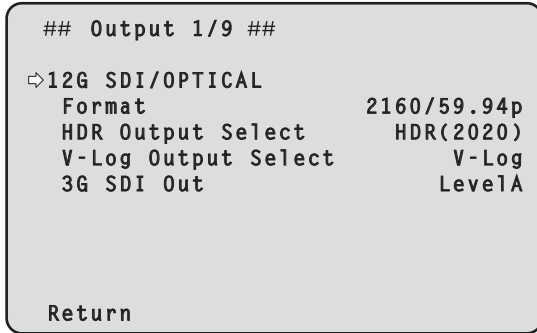 ## Output 1/9 ##
⇨12G SDI/OPTICAL
Format 2160/59.94p
HDR Output Select HDR(2020)
V-Log Output Select V-Log
3G SDI Out LevelA
Return